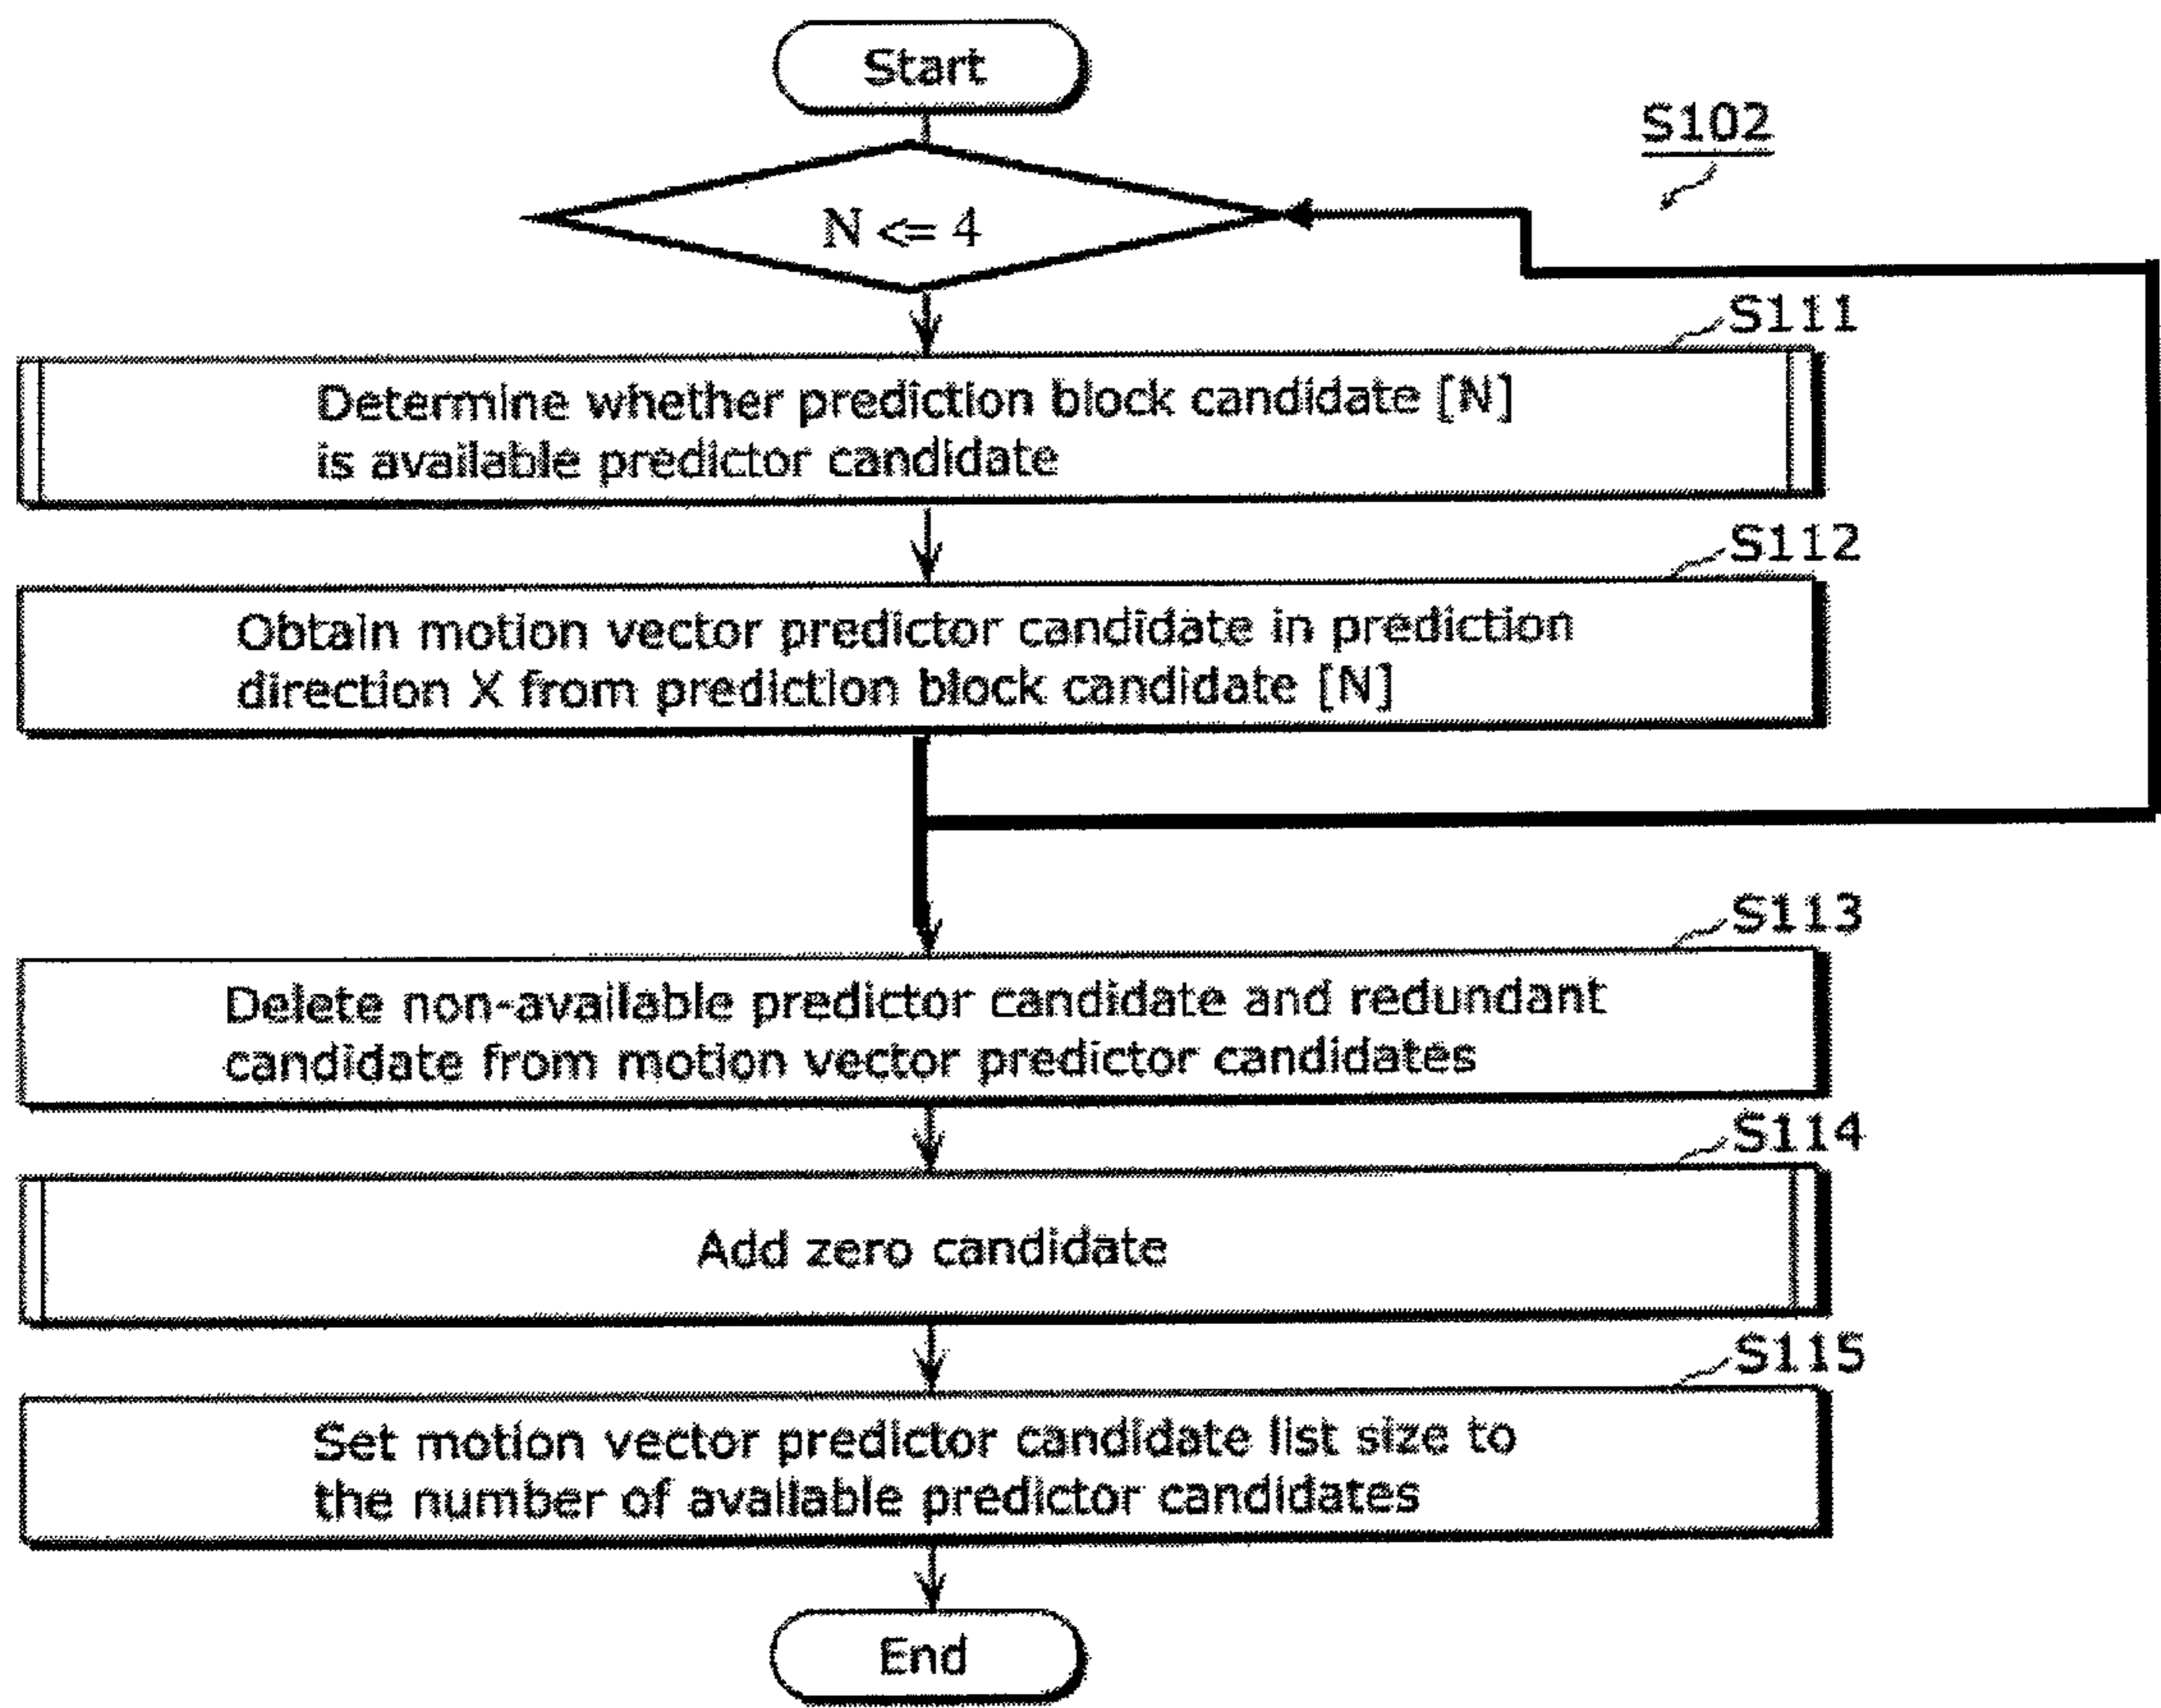 Start
S102
N <= 4
S111
Determine whether prediction block candidate [N]
is available predictor candidate
S112
Obtain motion vector predictor candidate in prediction
direction X from prediction block candidate [N]
S113
Delete non-available predictor candidate and redundant
candidate from motion vector predictor candidates
S114
Add zero candidate
S115
Set motion vector predictor candidate list size to
the number of available predictor candidates
End